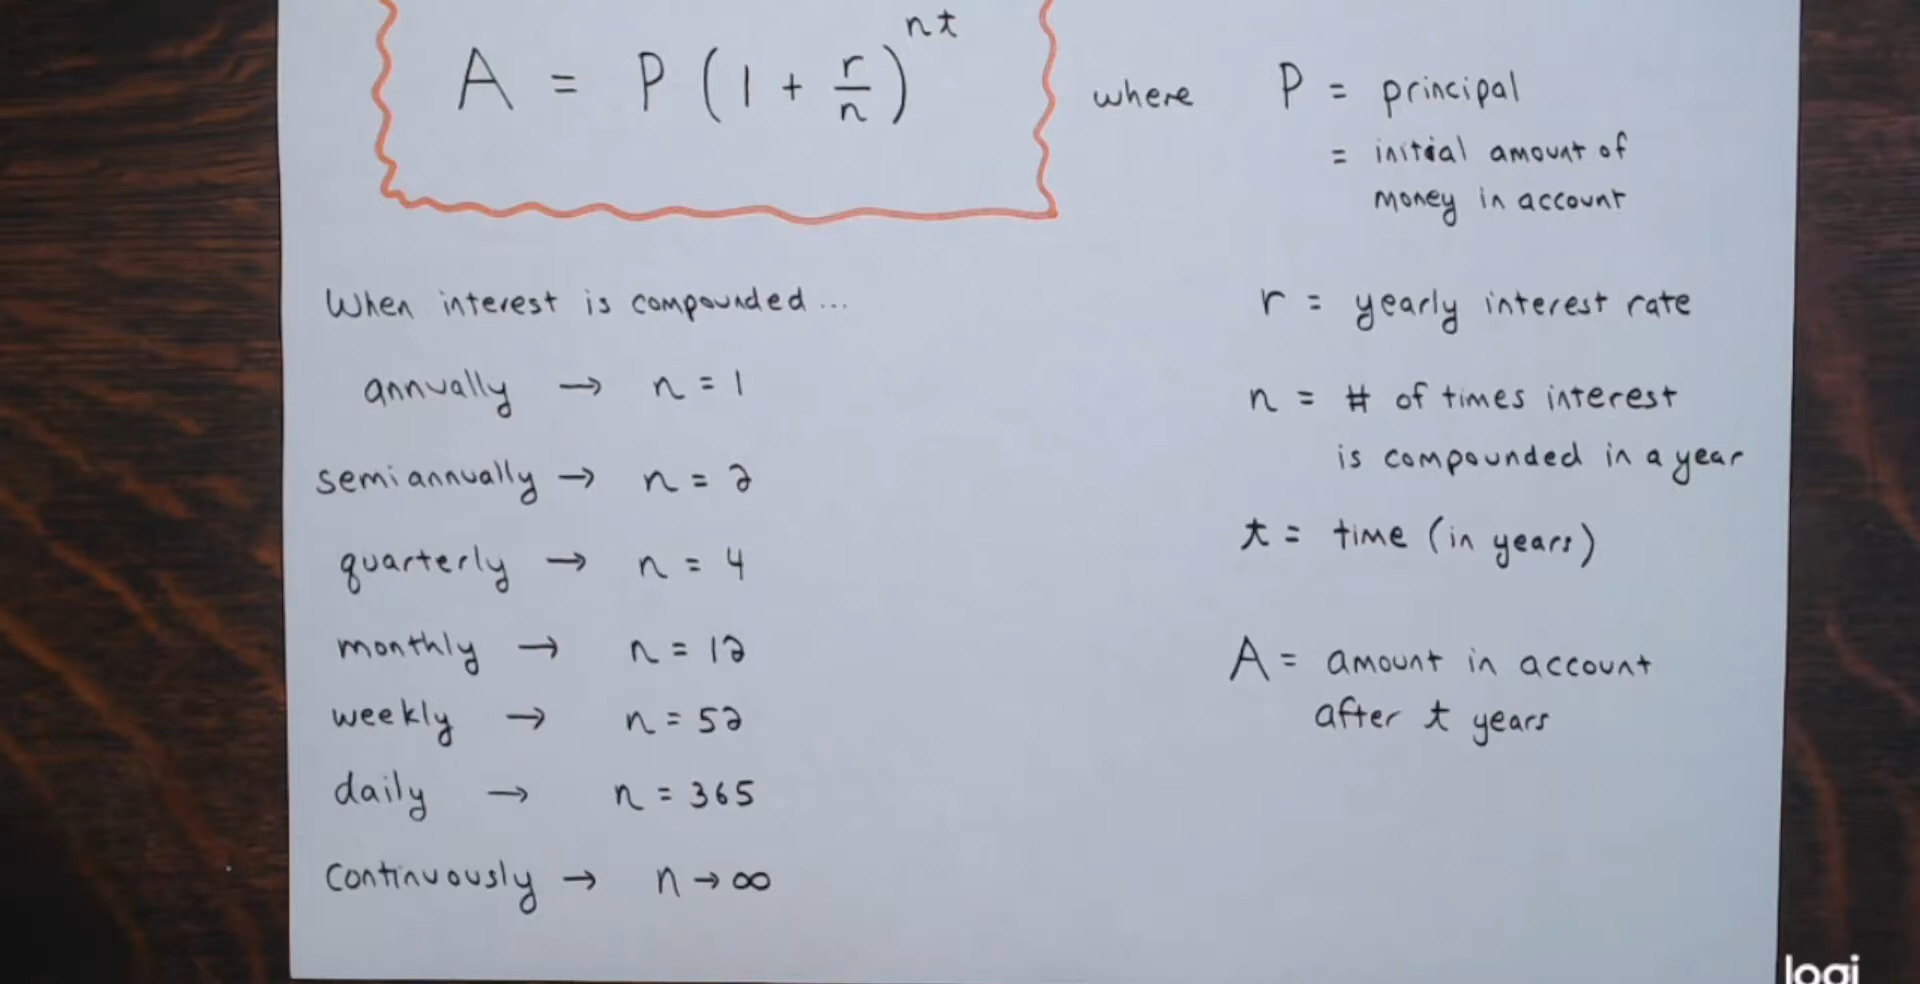 A = P (1 + r/n)^nt
where P = principal
= initial amount of
money in account
When interest is compounded ...
annually → n = 1
semiannually → n = 2
quarterly → n = 4
monthly → n = 12
weekly → n = 52
daily → n = 365
continuously → n → ∞
r = yearly interest rate
n = # of times interest
is compounded in a year
t = time (in years)
A = amount in account
after t years
logi